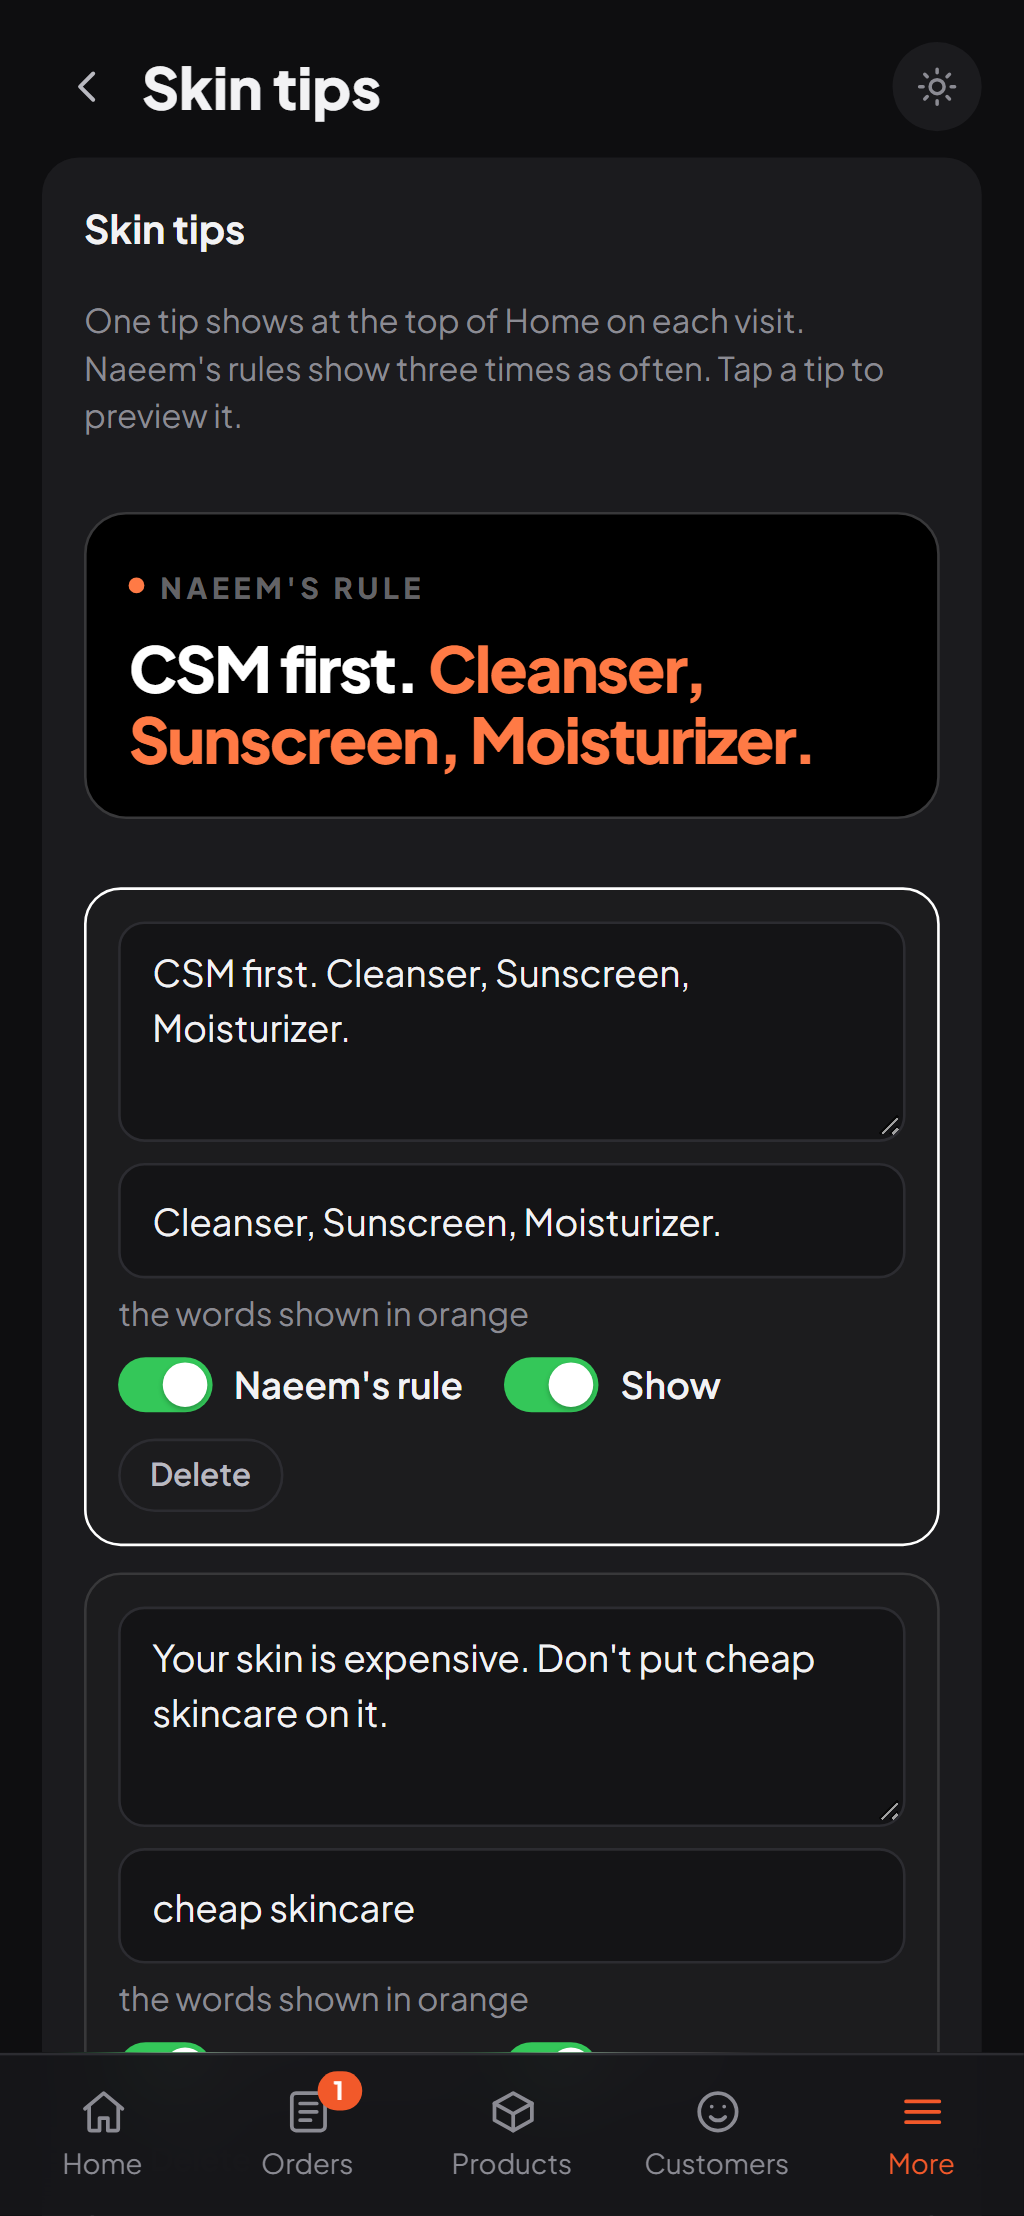 Skin tips
Skin tips
One tip shows at the top of Home on each visit.
Naeem's rules show three times as often. Tap a tip to
preview it.
NAEEM'S RULE
CSM first. Cleanser,
Sunscreen, Moisturizer.
CSM first. Cleanser, Sunscreen,
Moisturizer.
Cleanser, Sunscreen, Moisturizer.
the words shown in orange
Naeem's rule Show
Delete
Your skin is expensive. Don't put cheap
skincare on it.
cheap skincare
the words shown in orange
1
Home Orders Products Customers More